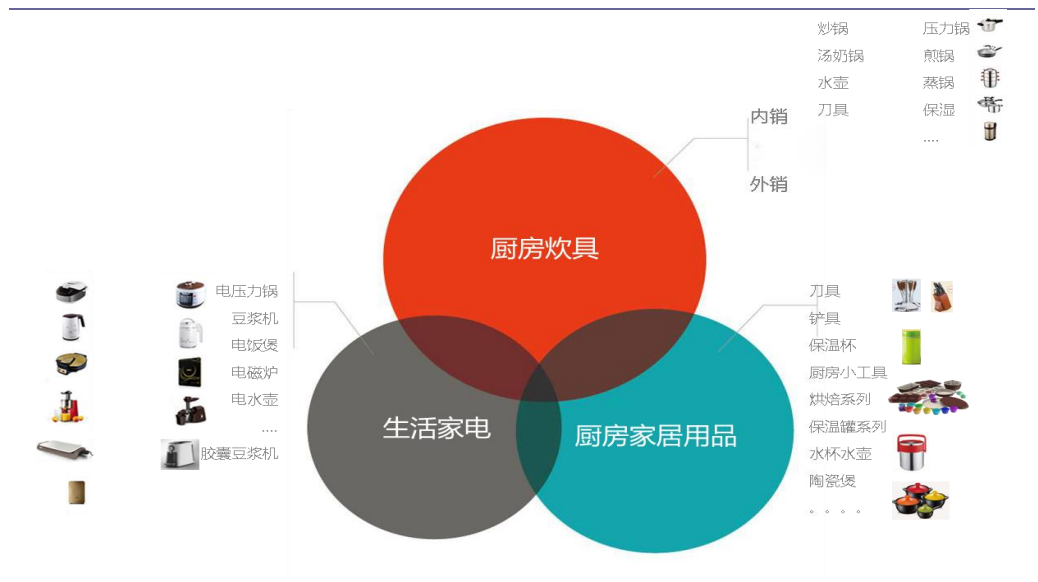 炒锅 压力锅
汤奶锅 煎锅
水壶 蒸锅
刀具 保湿
....
内销
外销
厨房炊具
电压力锅
豆浆机
电饭煲
电磁炉
电水壶
....
胶囊豆浆机
生活家电
厨房家居用品
刀具
铲具
保温杯
厨房小工具
烘焙系列
保温罐系列
水杯水壶
陶瓷煲
。。。。